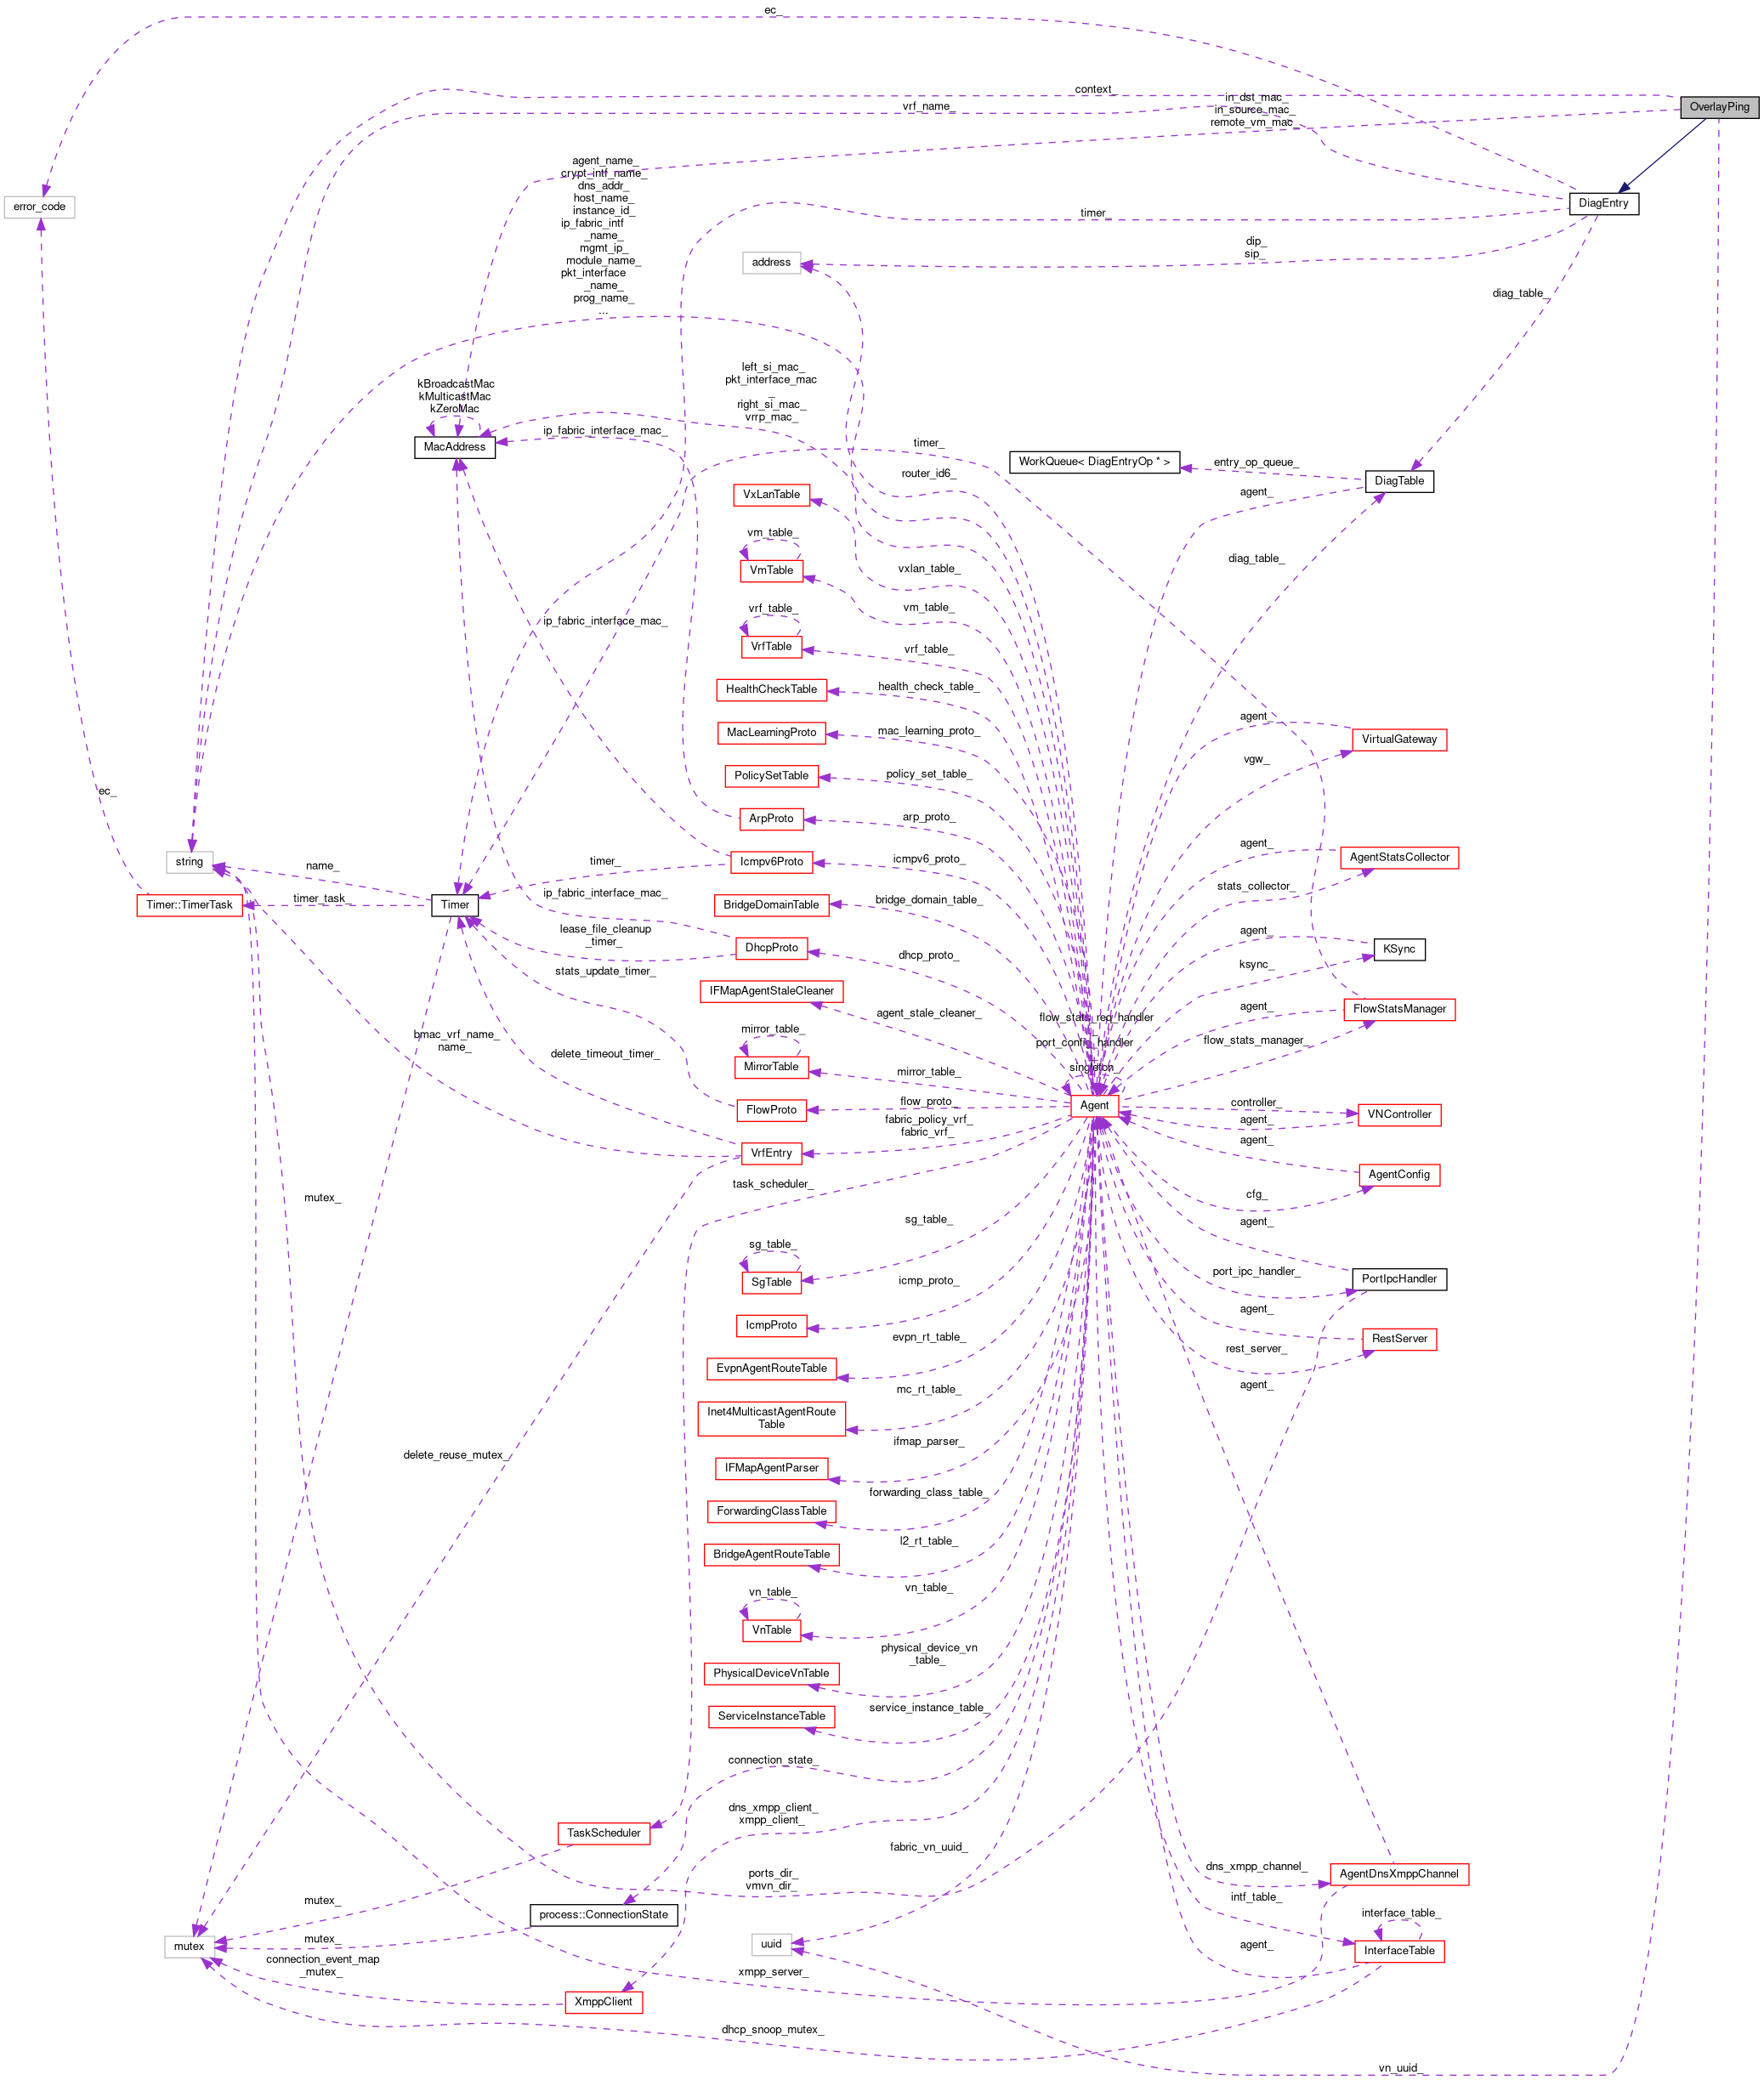 ec_
context_
OverlayPing
vrf_name_
in_dst_mac_
in_source_mac_
remote_vm_mac_
agent_name_
crypt_intf_name_
dns_addr_
host_name_
instance_id_
ip_fabric_intf
_name_
mgmt_ip_
module_name_
pkt_interface
_name_
prog_name_
...
error_code
DiagEntry
timer_
dip_
sip_
address
diag_table_
left_si_mac_
pkt_interface_mac
_
right_si_mac_
vrrp_mac_
kBroadcastMac
kMulticastMac
kZeroMac
MacAddress
ip_fabric_interface_mac_
timer_
router_id6_
WorkQueue< DiagEntryOp * >
entry_op_queue_
DiagTable
agent_
VxLanTable
vm_table_
VmTable
vxlan_table_
diag_table_
vrf_table_
VrfTable
vm_table_
ip_fabric_interface_mac_
vrf_table_
HealthCheckTable
health_check_table_
MacLearningProto
mac_learning_proto_
agent_
VirtualGateway
vgw_
PolicySetTable
policy_set_table_
ec_
ArpProto
arp_proto_
string
name_
timer_
Icmpv6Proto
icmpv6_proto_
agent_
AgentStatsCollector
stats_collector_
Timer::TimerTask
timer_task_
Timer
ip_fabric_interface_mac_
BridgeDomainTable
bridge_domain_table_
lease_file_cleanup
_timer_
DhcpProto
dhcp_proto_
agent_
KSync
ksync_
stats_update_timer_
IFMapAgentStaleCleaner
agent_stale_cleaner_
agent_
FlowStatsManager
flow_stats_req_handler
_
port_config_handler
_
singleton_
flow_stats_manager_
bmac_vrf_name_
name_
delete_timeout_timer_
mirror_table_
MirrorTable
mirror_table_
FlowProto
flow_proto_
Agent
controller_
VNController
agent_
fabric_policy_vrf_
fabric_vrf_
VrfEntry
agent_
AgentConfig
cfg_
mutex_
task_scheduler_
sg_table_
agent_
sg_table_
SgTable
port_ipc_handler_
PortIpcHandler
icmp_proto_
IcmpProto
agent_
RestServer
rest_server_
evpn_rt_table_
EvpnAgentRouteTable
agent_
mc_rt_table_
Inet4MulticastAgentRoute
Table
delete_reuse_mutex_
ifmap_parser_
IFMapAgentParser
forwarding_class_table_
ForwardingClassTable
l2_rt_table_
BridgeAgentRouteTable
vn_table_
vn_table_
VnTable
physical_device_vn
_table_
PhysicalDeviceVnTable
service_instance_table_
ServiceInstanceTable
connection_state_
dns_xmpp_client_
xmpp_client_
TaskScheduler
fabric_vn_uuid_
dns_xmpp_channel_
AgentDnsXmppChannel
ports_dir_
vmvn_dir_
mutex_
process::ConnectionState
intf_table_
interface_table_
mutex_
mutex
uuid
agent_
InterfaceTable
connection_event_map
_mutex_
xmpp_server_
XmppClient
dhcp_snoop_mutex_
vn_uuid_